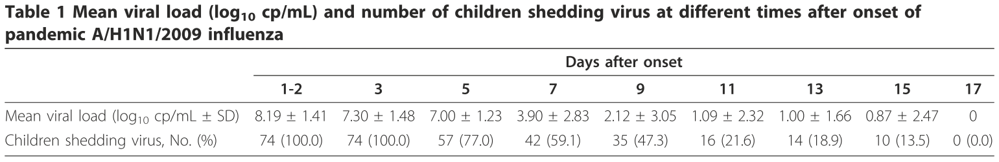 Table 1 Mean viral load (log10 cp/mL) and number of children shedding virus at different times after onset of
pandemic A/H1N1/2009 influenza
Days after onset
1-2 3 5 7 9 11 13 15 17
Mean viral load (log10 cp/mL ± SD) 8.19 ± 1.41 7.30 ± 1.48 7.00 ± 1.23 3.90 ± 2.83 2.12 ± 3.05 1.09 ± 2.32 1.00 ± 1.66 0.87 ± 2.47 0
Children shedding virus, No. (%) 74 (100.0) 74 (100.0) 57 (77.0) 42 (59.1) 35 (47.3) 16 (21.6) 14 (18.9) 10 (13.5) 0 (0.0)